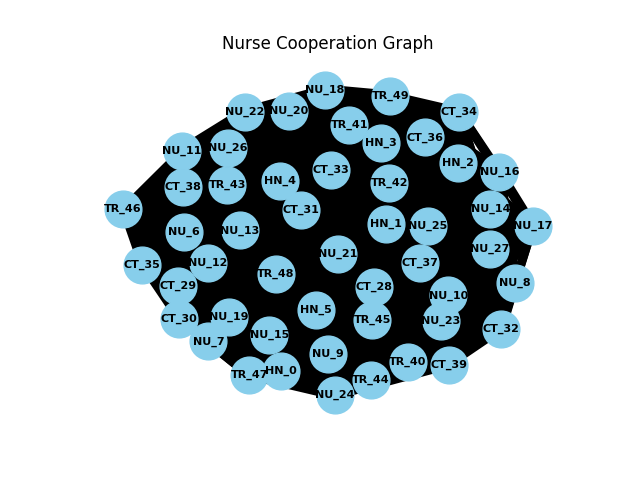 Nurse Cooperation Graph
NU_18
TR_49
NU_22
NU_20
CT_34
TR_41
CT_36
HN_3
NU_11
NU_26
HN_2
CT_33
NU_16
CT_38
TR_43
HN_4
TR_42
TR_46
CT_31
NU_14
HN_1
NU_25
NU_17
NU_6
NU_13
NU_27
NU_21
CT_35
NU_12
CT_37
TR_48
NU_8
CT_29
CT_28
NU_10
HN_5
CT_30
NU_19
TR_45
NU_23
CT_32
NU_15
NU_7
NU_9
TR_40
CT_39
TR_47
HN_0
TR_44
NU_24